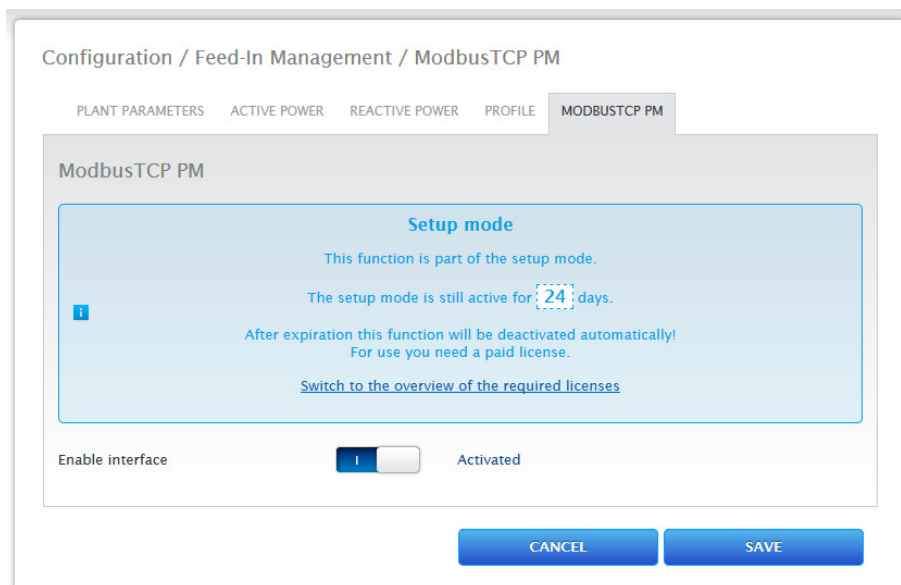 Configuration / Feed-In Management / ModbusTCP PM
PLANT PARAMETERS ACTIVE POWER REACTIVE POWER PROFILE MODBUSTCP PM
ModbusTCP PM
Setup mode
This function is part of the setup mode.
The setup mode is still active for 24 days.
i
After expiration this function will be deactivated automatically!
For use you need a paid license.
Switch to the overview of the required licenses
Enable interface I Activated
CANCEL SAVE